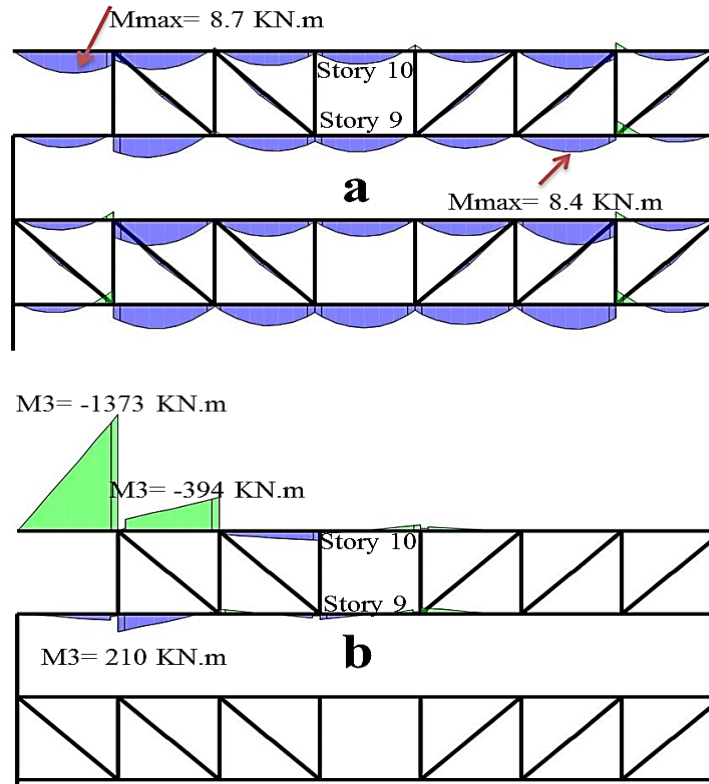 Mmax= 8.7 KN.m
Story 10
Story 9
a
Mmax= 8.4 KN.m
M3= -1373 KN.m
M3= -394 KN.m
Story 10
Story 9
M3= 210 KN.m
b